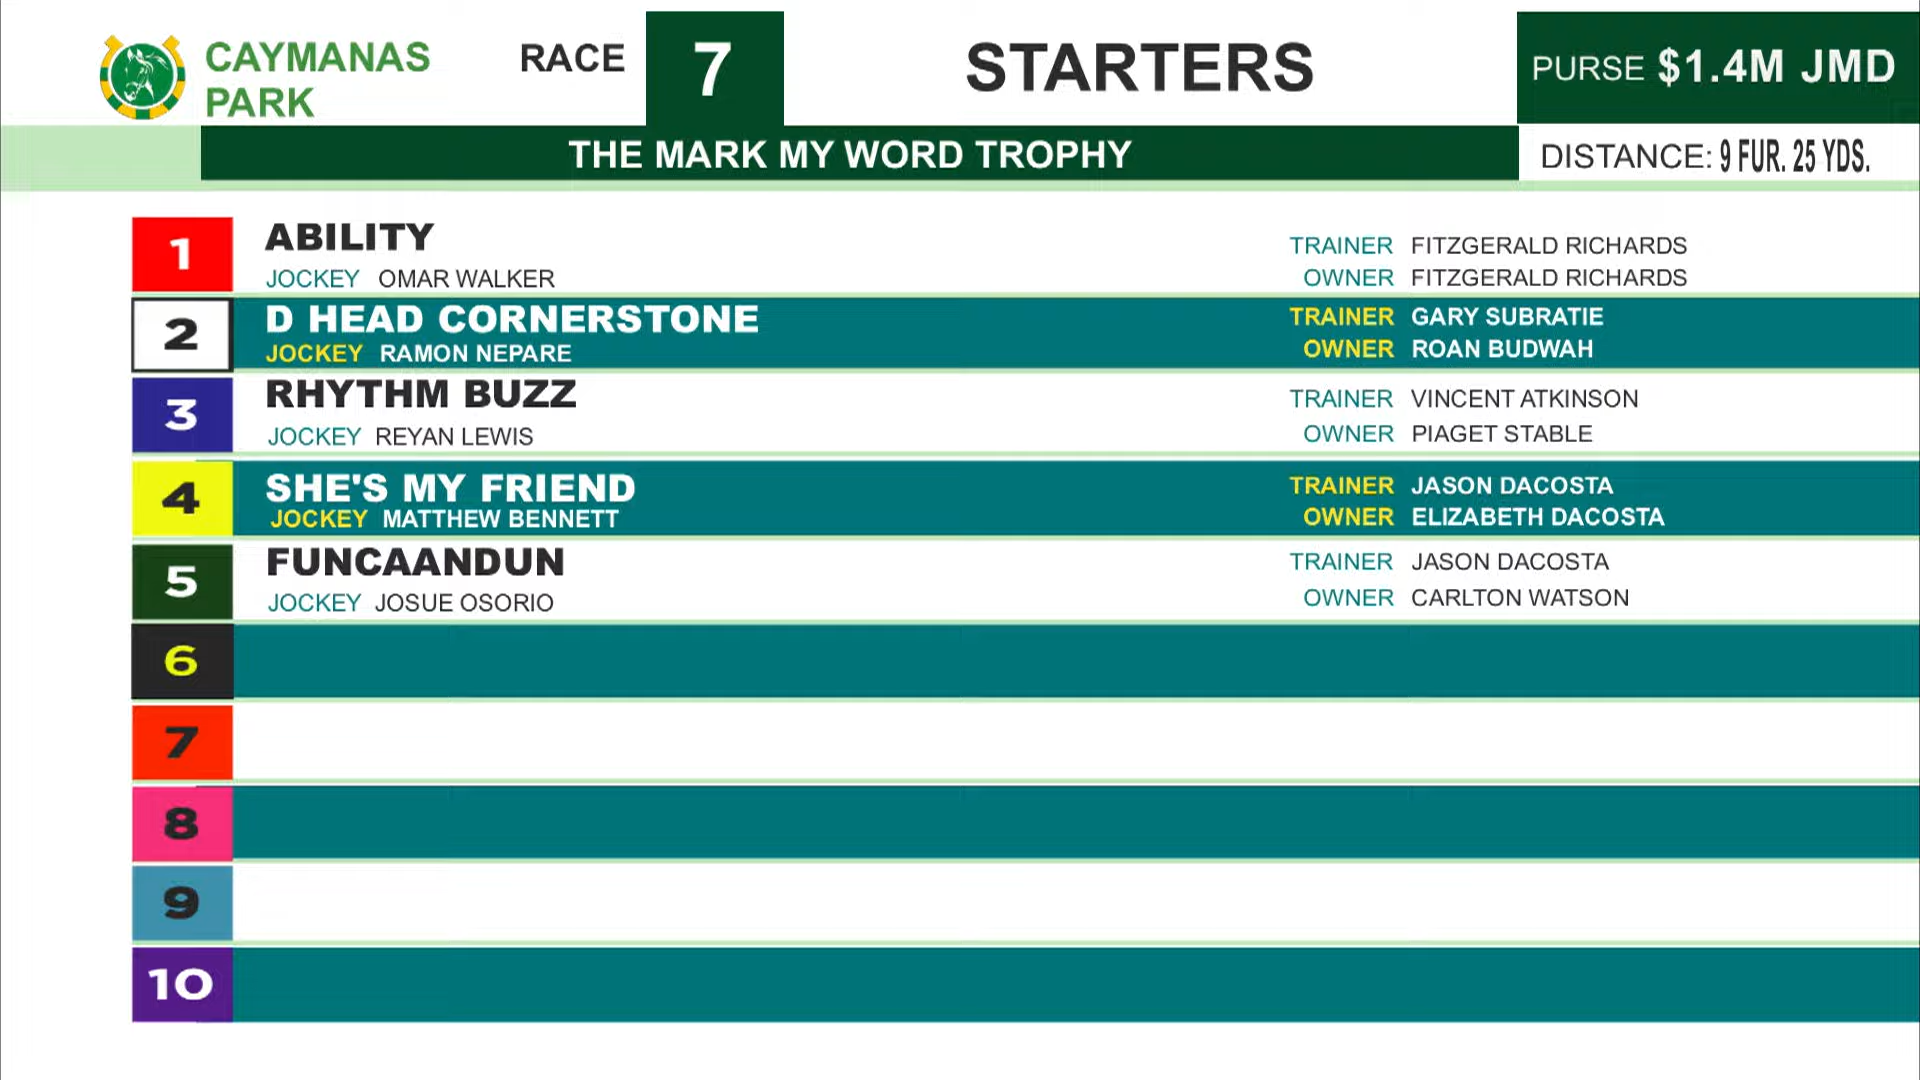 CAYMANAS
PARK
RACE 7
STARTERS
PURSE $1.4M JMD
THE MARK MY WORD TROPHY
DISTANCE: 9 FUR. 25 YDS.
1 ABILITY
JOCKEY OMAR WALKER
TRAINER FITZGERALD RICHARDS
OWNER FITZGERALD RICHARDS
2 D HEAD CORNERSTONE
JOCKEY RAMON NEPARE
TRAINER GARY SUBRATIE
OWNER ROAN BUDWAH
3 RHYTHM BUZZ
JOCKEY REYAN LEWIS
TRAINER VINCENT ATKINSON
OWNER PIAGET STABLE
4 SHE'S MY FRIEND
JOCKEY MATTHEW BENNETT
TRAINER JASON DACOSTA
OWNER ELIZABETH DACOSTA
5 FUNCAANDUN
JOCKEY JOSUE OSORIO
TRAINER JASON DACOSTA
OWNER CARLTON WATSON
6
7
8
9
10